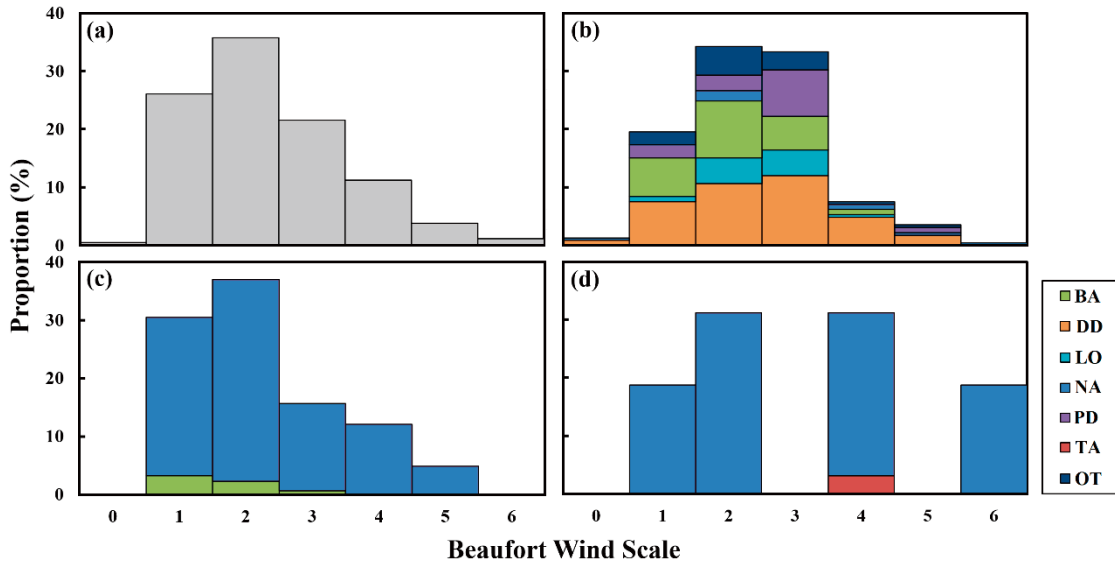 40
(a)
(b)
30
20
10
0
Proportion (%)
40
(c)
(d)
30
20
10
0
BA
DD
LO
NA
PD
TA
OT
0 1 2 3 4 5 6
0 1 2 3 4 5 6
Beaufort Wind Scale